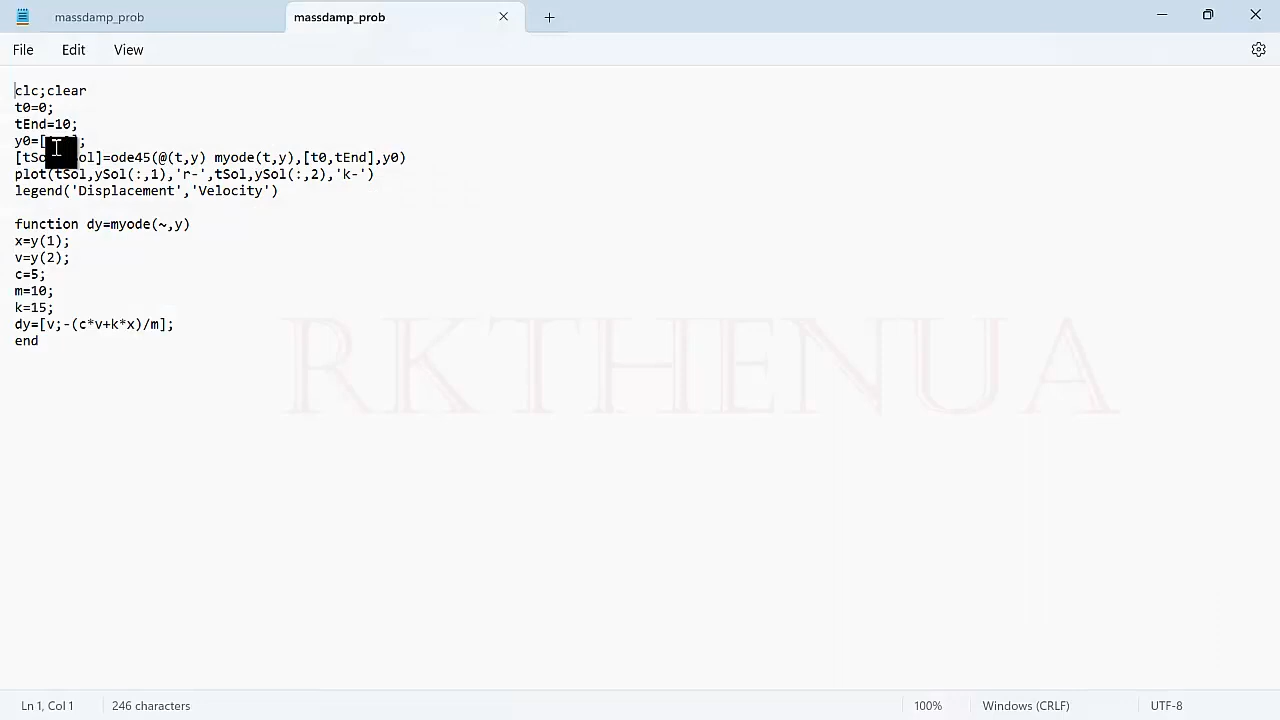 massdamp_prob
massdamp_prob
File Edit View
clc;clear
t0=0;
tEnd=10;
y0=[
[tSo ol]=ode45(@(t,y) myode(t,y),[t0,tEnd],y0)
plot(tSol,ySol(:,1),'r-',tSol,ySol(:,2),'k-')
legend('Displacement','Velocity')
function dy=myode(~,y)
x=y(1);
v=y(2);
c=5;
m=10;
k=15;
dy=[v;-(c*v+k*x)/m];
end
RKTHENUA
Ln 1, Col 1 246 characters 100% Windows (CRLF) UTF-8